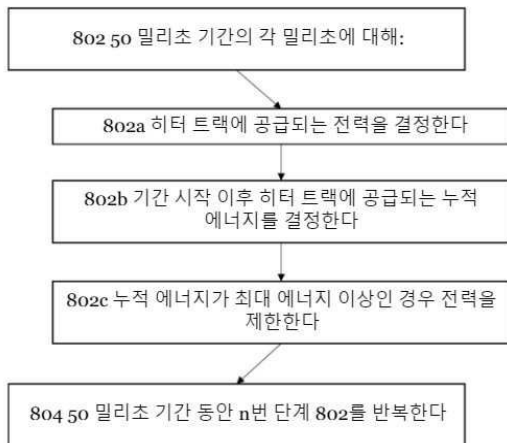 802 50 밀리초 기간의 각 밀리초에 대해:
802a 히터 트랙에 공급되는 전력을 결정한다
802b 기간 시작 이후 히터 트랙에 공급되는 누적
에너지를 결정한다
802c 누적 에너지가 최대 에너지 이상인 경우 전력을
제한한다
804 50 밀리초 기간 동안 n번 단계 802를 반복한다